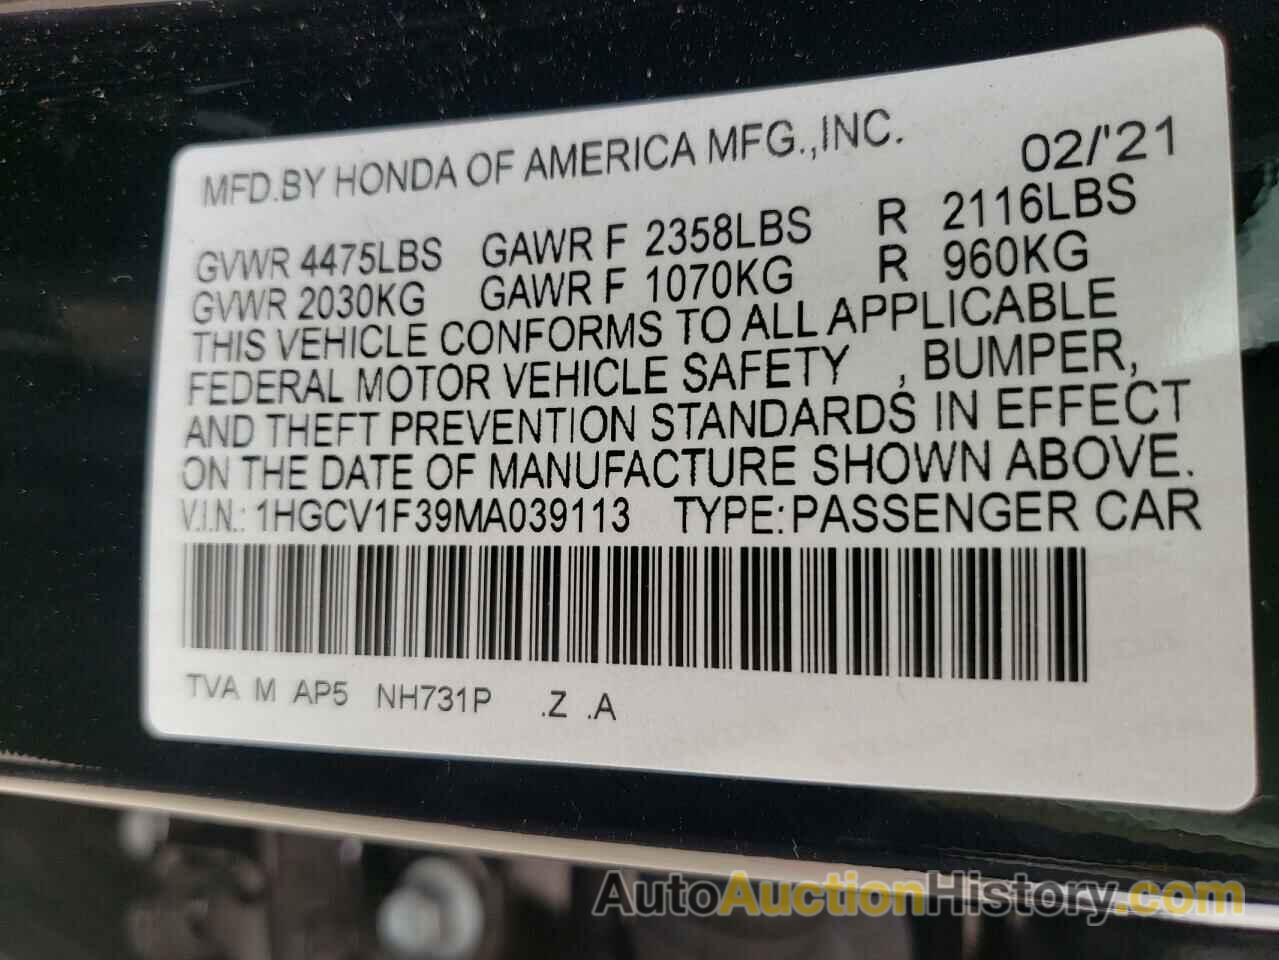 MFD.BY HONDA OF AMERICA MFG.,INC. 02/'21
GVWR 4475LBS GAWR F 2358LBS R 2116LBS
GVWR 2030KG GAWR F 1070KG R 960KG
THIS VEHICLE CONFORMS TO ALL APPLICABLE
FEDERAL MOTOR VEHICLE SAFETY , BUMPER,
AND THEFT PREVENTION STANDARDS IN EFFECT
ON THE DATE OF MANUFACTURE SHOWN ABOVE.
V.I.N.: 1HGCV1F39MA039113 TYPE:PASSENGER CAR
TVA M AP5 NH731P .Z .A
AutoAuctionHistory.com